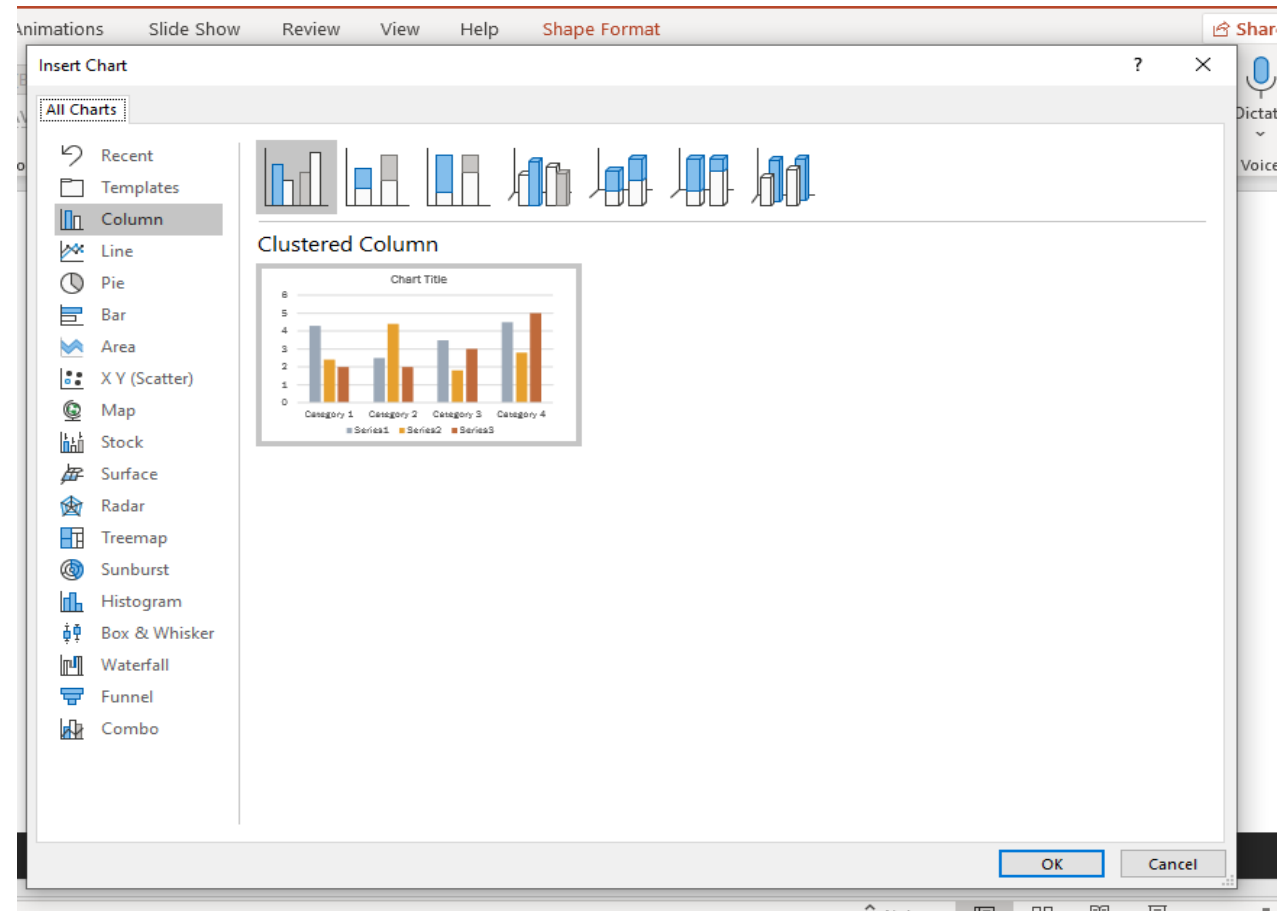 Animations Slide Show Review View Help Shape Format
Insert Chart ?
All Charts
Voice
Recent
Templates
Column
Line
Pie
Bar
Area
X Y (Scatter)
Map
Stock
Surface
Radar
Treemap
Sunburst
Histogram
Box & Whisker
Waterfall
Funnel
Combo
Clustered Column
Chart Title
6
5
4
3
2
1
0
Category 1 Category 2 Category 3 Category 4
Series1 Series2 Series3
OK Cancel